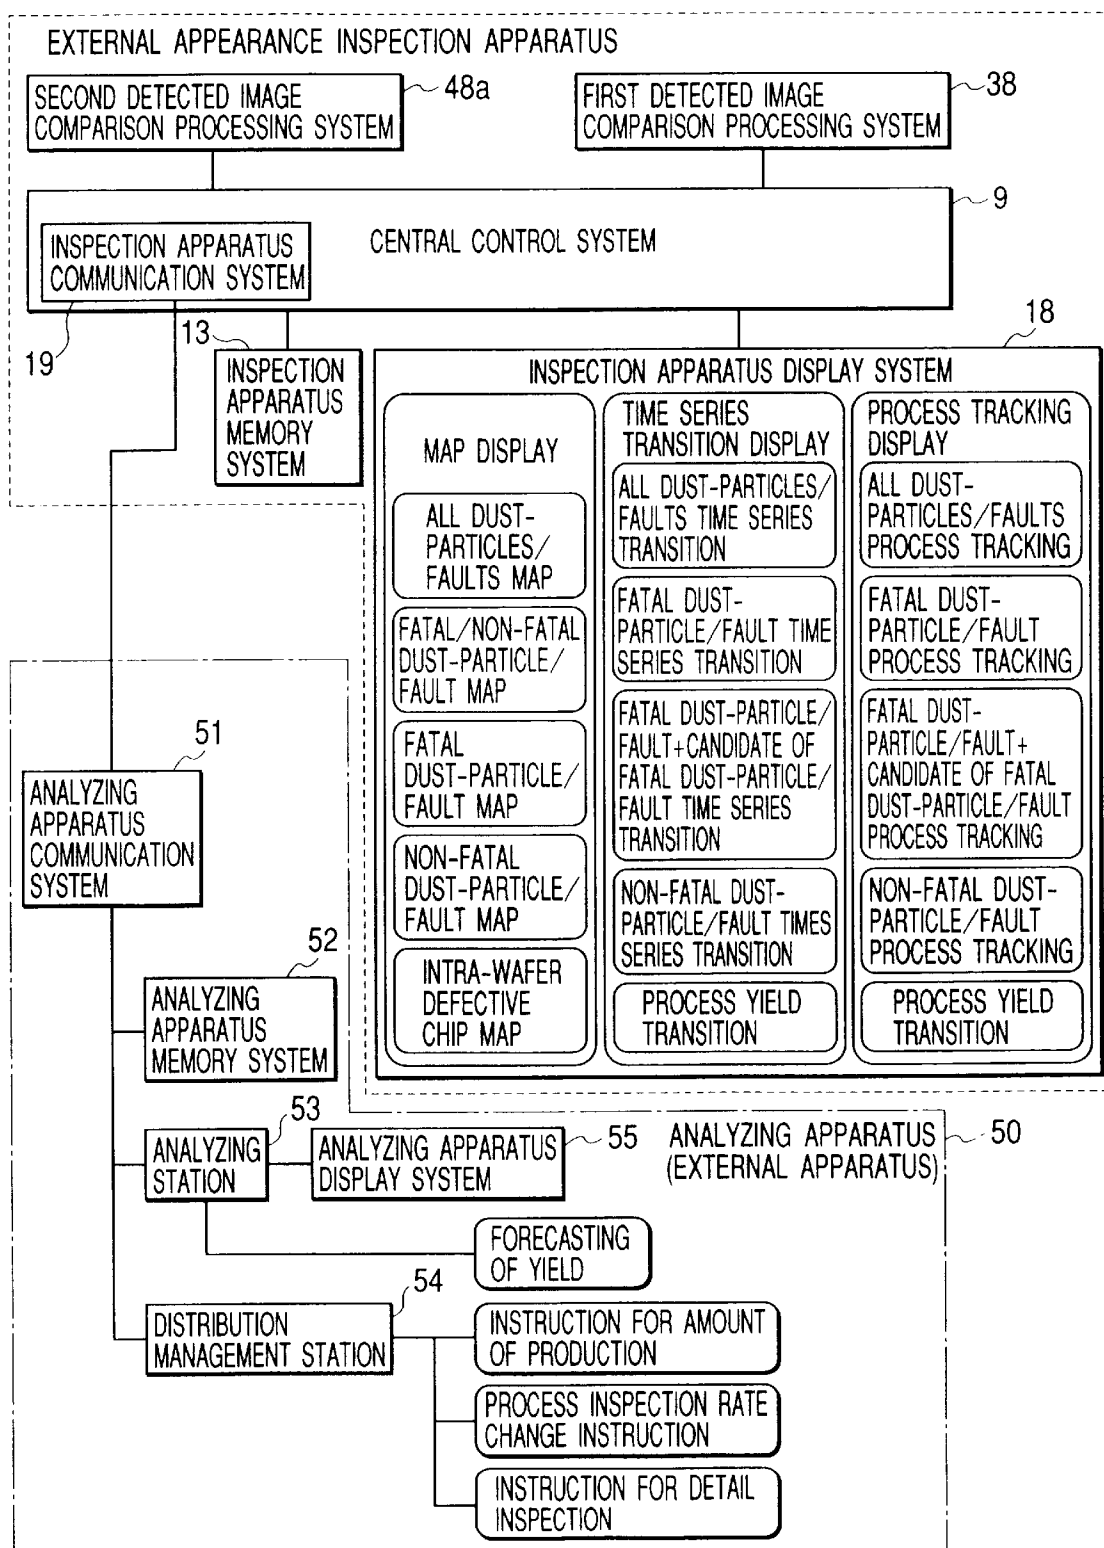 EXTERNAL APPEARANCE INSPECTION APPARATUS
SECOND DETECTED IMAGE
COMPARISON PROCESSING SYSTEM
48a
FIRST DETECTED IMAGE
COMPARISON PROCESSING SYSTEM
38
9
CENTRAL CONTROL SYSTEM
INSPECTION APPARATUS
COMMUNICATION SYSTEM
19
13
INSPECTION
APPARATUS
MEMORY
SYSTEM
18
INSPECTION APPARATUS DISPLAY SYSTEM
MAP DISPLAY
ALL DUST-
PARTICLES/
FAULTS MAP
FATAL/NON-FATAL
DUST-PARTICLE/
FAULT MAP
FATAL
DUST-PARTICLE/
FAULT MAP
NON-FATAL
DUST-PARTICLE/
FAULT MAP
INTRA-WAFER
DEFECTIVE
CHIP MAP
TIME SERIES
TRANSITION DISPLAY
ALL DUST-PARTICLES/
FAULTS TIME SERIES
TRANSITION
FATAL DUST-
PARTICLE/FAULT TIME
SERIES TRANSITION
FATAL DUST-PARTICLE/
FAULT+CANDIDATE OF
FATAL DUST-PARTICLE/
FAULT TIME SERIES
TRANSITION
NON-FATAL DUST-
PARTICLE/FAULT TIMES
SERIES TRANSITION
PROCESS YIELD
TRANSITION
PROCESS TRACKING
DISPLAY
ALL DUST-
PARTICLES/FAULTS
PROCESS TRACKING
FATAL DUST-
PARTICLE/FAULT
PROCESS TRACKING
FATAL DUST-
PARTICLE/FAULT+
CANDIDATE OF FATAL
DUST-PARTICLE/FAULT
PROCESS TRACKING
NON-FATAL DUST-
PARTICLE/FAULT
PROCESS TRACKING
PROCESS YIELD
TRANSITION
51
ANALYZING
APPARATUS
COMMUNICATION
SYSTEM
52
ANALYZING
APPARATUS
MEMORY SYSTEM
53
ANALYZING
STATION
55
ANALYZING APPARATUS
DISPLAY SYSTEM
ANALYZING APPARATUS
(EXTERNAL APPARATUS)
50
FORECASTING
OF YIELD
54
DISTRIBUTION
MANAGEMENT STATION
INSTRUCTION FOR AMOUNT
OF PRODUCTION
PROCESS INSPECTION RATE
CHANGE INSTRUCTION
INSTRUCTION FOR DETAIL
INSPECTION